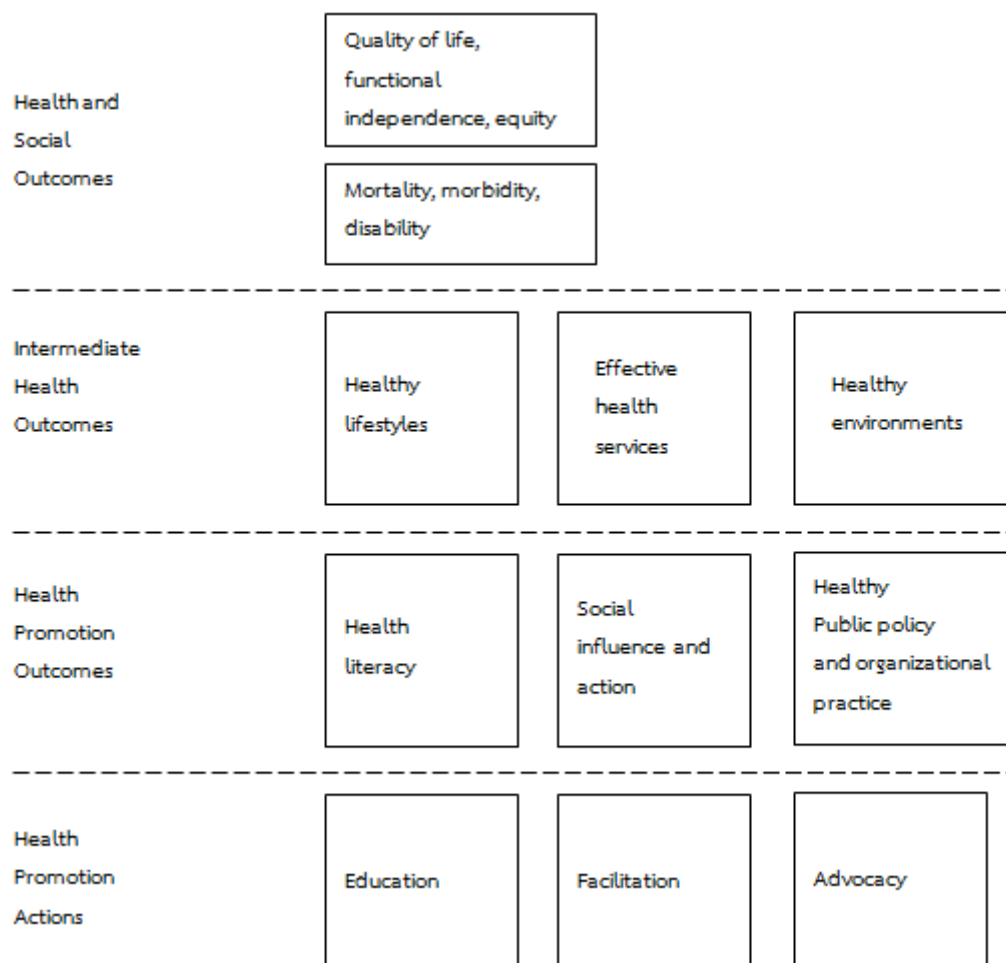 Health and
Social
Outcomes
Quality of life,
functional
independence, equity
Mortality, morbidity,
disability
Intermediate
Health
Outcomes
Healthy
lifestyles
Effective
health
services
Healthy
environments
Health
Promotion
Outcomes
Health
literacy
Social
influence and
action
Healthy
Public policy
and organizational
practice
Health
Promotion
Actions
Education
Facilitation
Advocacy